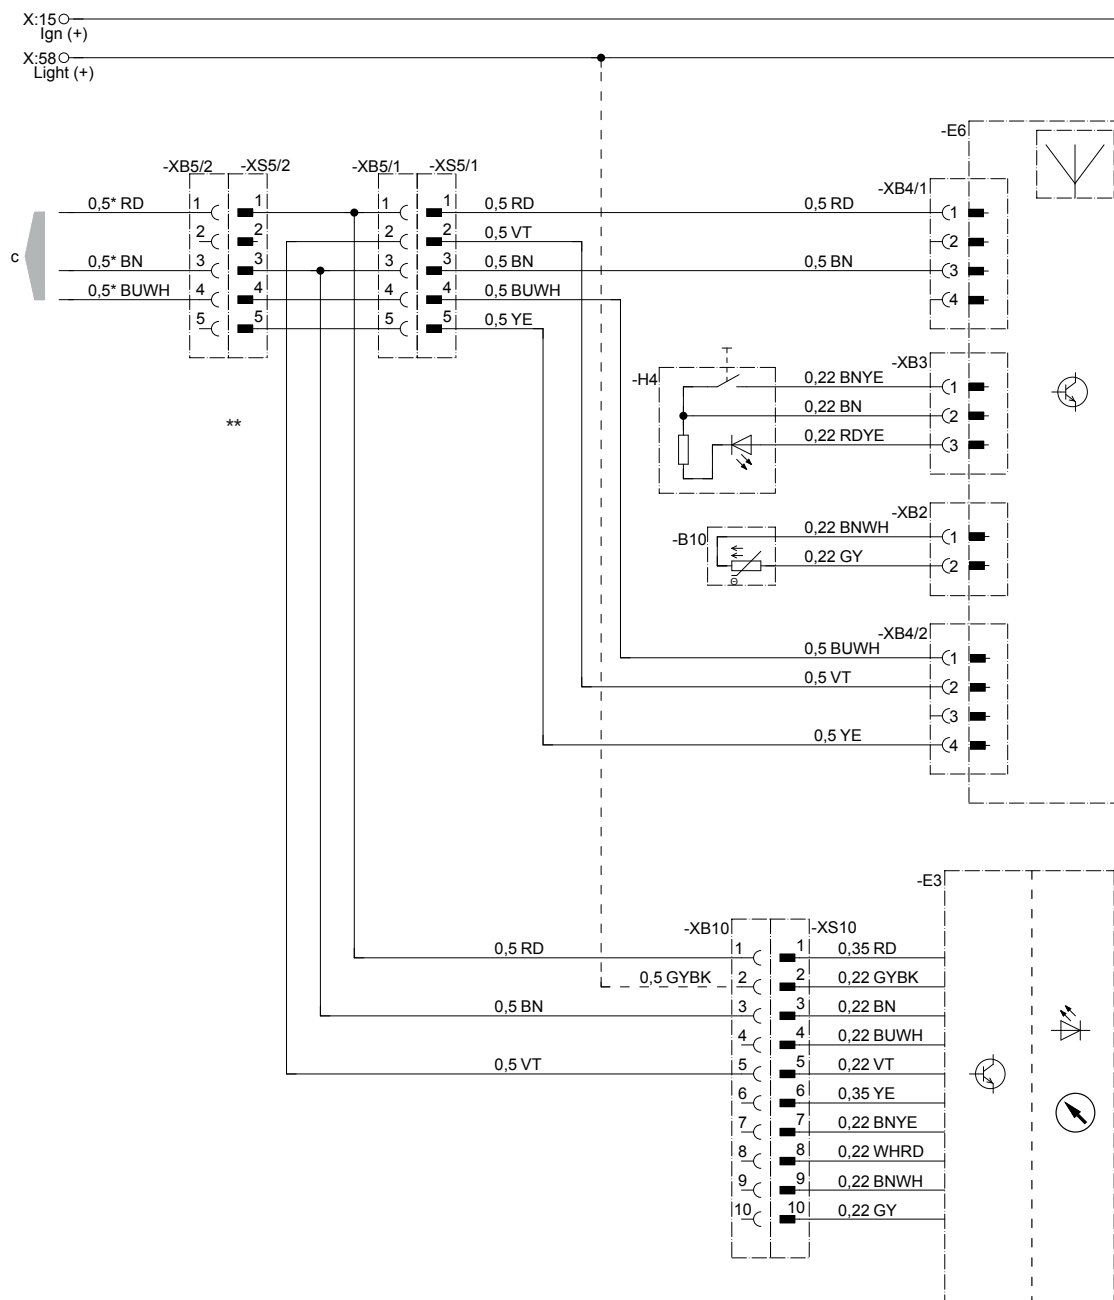 X:15
Ign (+)
X:58
Light (+)
-E6
-XB5/2 -XS5/2 -XB5/1 -XS5/1
-XB4/1
c
0,5* RD 1 1 1 1 0,5 RD 0,5 RD 1
2 2 2 2 0,5 VT 2
0,5* BN 3 3 3 3 0,5 BN 0,5 BN 3
0,5* BUWH 4 4 4 4 0,5 BUWH 4
5 5 5 5 0,5 YE
**
-XB3
-H4 0,22 BNYE 1
0,22 BN 2
0,22 RDYE 3
-XB2
-B10 0,22 BNWH 1
0,22 GY 2
Θ
-XB4/2
0,5 BUWH 1
0,5 VT 2
3
0,5 YE 4
-E3
-XB10 -XS10
0,5 RD 1 1 0,35 RD
0,5 GYBK 2 2 0,22 GYBK
0,5 BN 3 3 0,22 BN
4 4 0,22 BUWH
0,5 VT 5 5 0,22 VT
6 6 0,35 YE
7 7 0,22 BNYE
8 8 0,22 WHRD
9 9 0,22 BNWH
10 10 0,22 GY